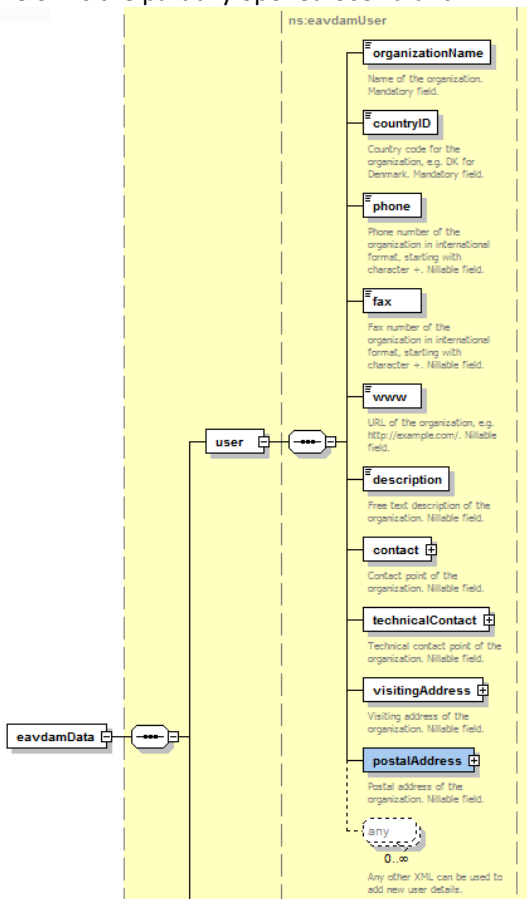 ns:eavdamUser
organizationName
Name of the organization.
Mandatory field.
countryID
Country code for the
organization, e.g. DK for
Denmark. Mandatory field.
phone
Phone number of the
organization in international
format, starting with
character +. Nillable field.
fax
Fax number of the
organization in international
format, starting with
character +. Nillable field.
www
URL of the organization, e.g.
http://example.com/. Nillable
field.
user
description
Free text description of the
organization. Nillable field.
contact
Contact point of the
organization. Nillable field.
technicalContact
Technical contact point of the
organization. Nillable field.
visitingAddress
Visiting address of the
organization. Nillable field.
eavdamData
postalAddress
Postal address of the
organization. Nillable field.
any
0..∞
Any other XML can be used to
add new user details.